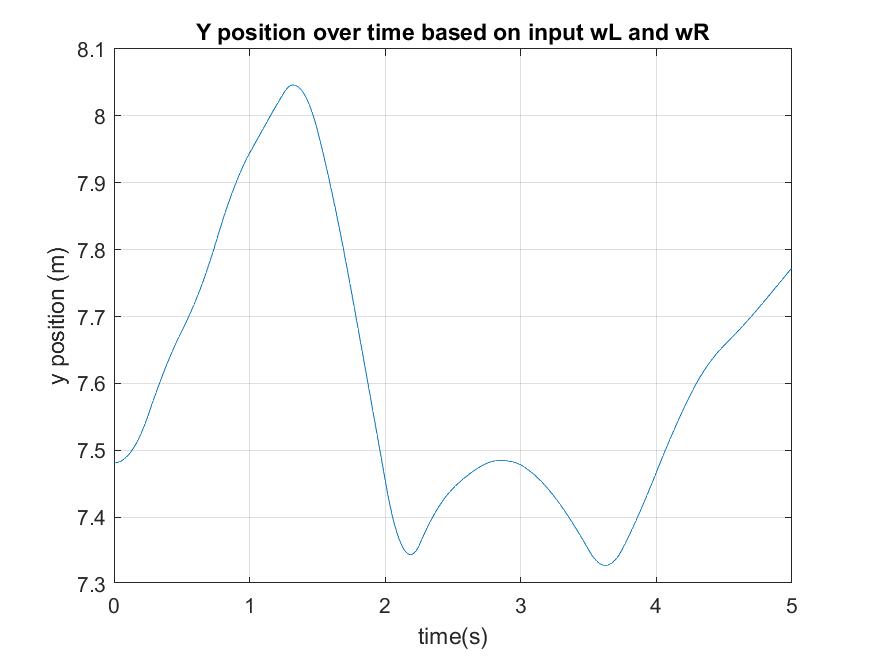 Y position over time based on input wL and wR
8.1
8
7.9
7.8
7.7
7.6
7.5
7.4
7.3
y position (m)
0 1 2 3 4 5
time(s)